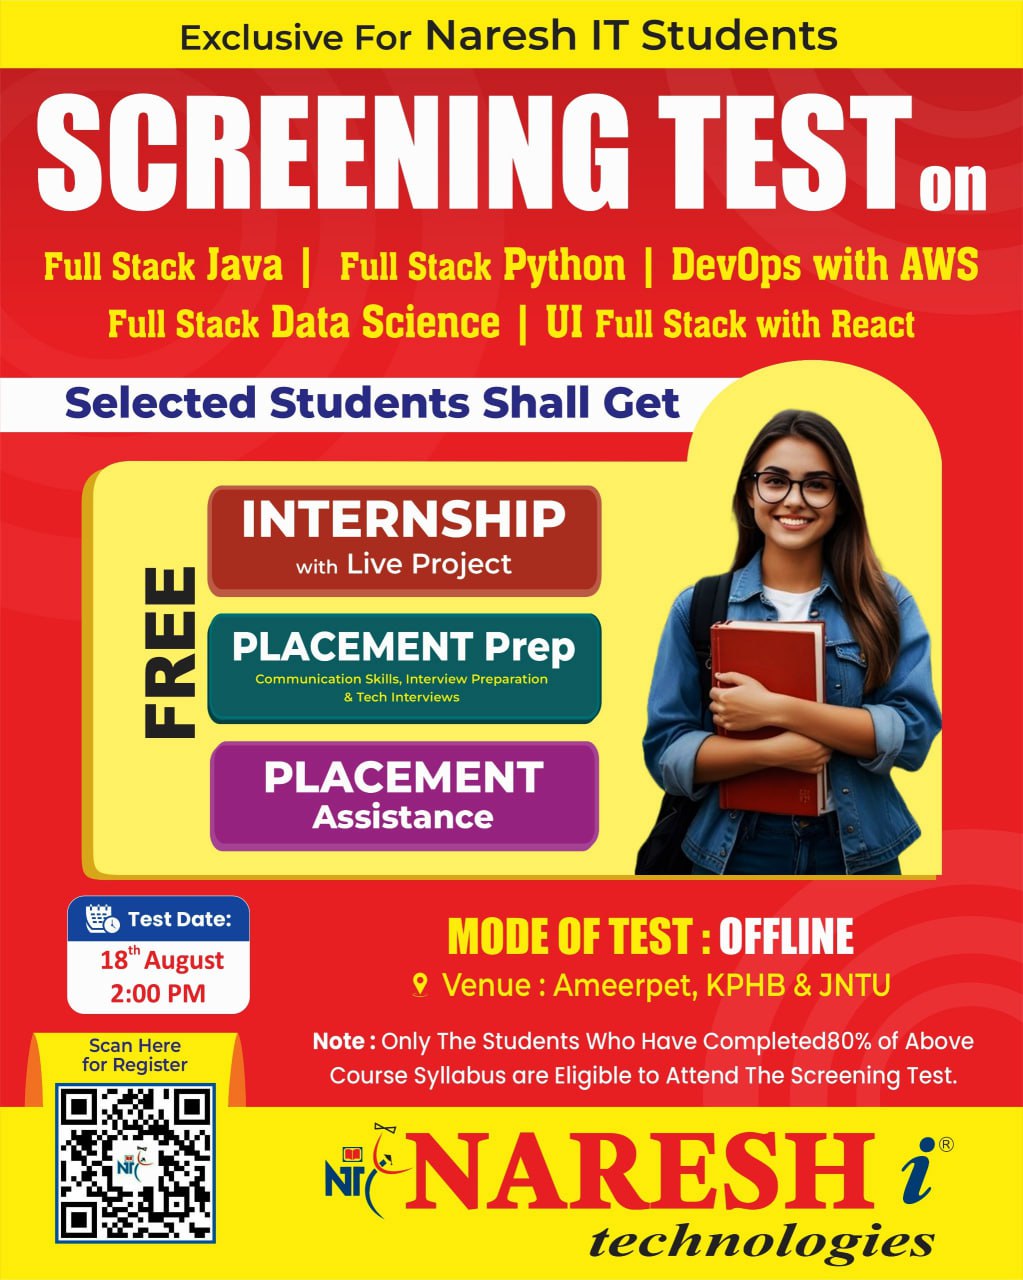 Exclusive For Naresh IT Students
SCREENING TEST on
Full Stack Java | Full Stack Python | DevOps with AWS
Full Stack Data Science | UI Full Stack with React
Selected Students Shall Get
FREE
INTERNSHIP
with Live Project
PLACEMENT Prep
Communication Skills, Interview Preparation
& Tech Interviews
PLACEMENT
Assistance
Test Date:
18th August
2:00 PM
MODE OF TEST : OFFLINE
Venue : Ameerpet, KPHB & JNTU
Note : Only The Students Who Have Completed80% of Above
Course Syllabus are Eligible to Attend The Screening Test.
Scan Here
for Register
NIT
NIT
NARESH i ®
technologies